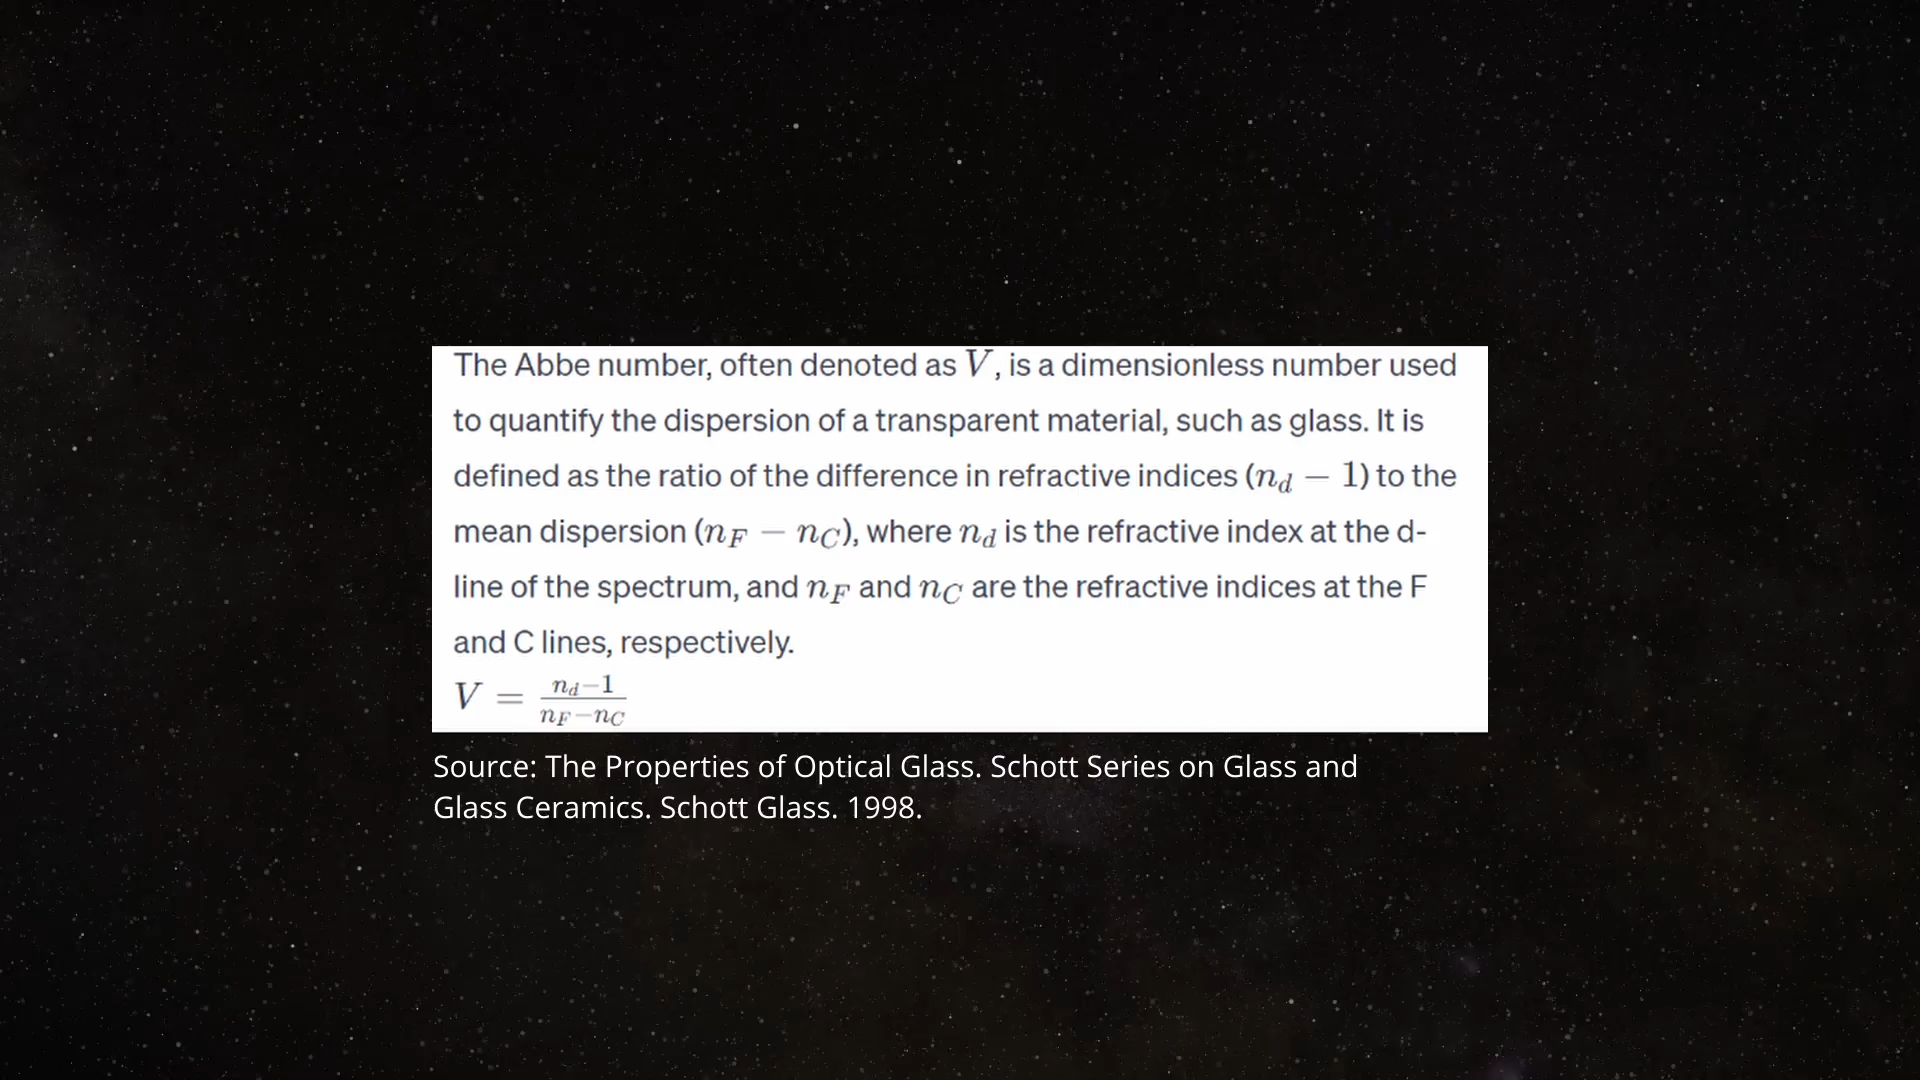 The Abbe number, often denoted as V, is a dimensionless number used
to quantify the dispersion of a transparent material, such as glass. It is
defined as the ratio of the difference in refractive indices (n_d − 1) to the
mean dispersion (n_F − n_C), where n_d is the refractive index at the d-
line of the spectrum, and n_F and n_C are the refractive indices at the F
and C lines, respectively.
V = \frac{n_d−1}{n_F−n_C}
Source: The Properties of Optical Glass. Schott Series on Glass and
Glass Ceramics. Schott Glass. 1998.